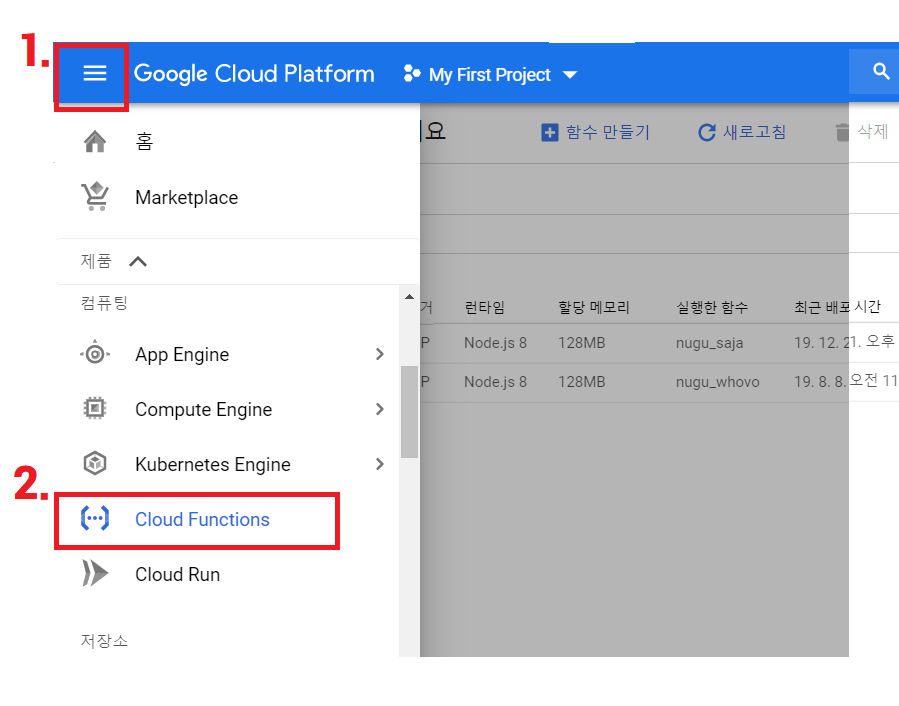 1.
Google Cloud Platform My First Project
요 함수 만들기 새로고침 삭제
홈
Marketplace
제품
컴퓨팅
거 런타임 할당 메모리 실행한 함수 최근 배포 시간
P Node.js 8 128MB nugu_saja 19. 12. 21. 오후
P Node.js 8 128MB nugu_whovo 19. 8. 8. 오전 11
App Engine
Compute Engine
Kubernetes Engine
2.
Cloud Functions
Cloud Run
저장소